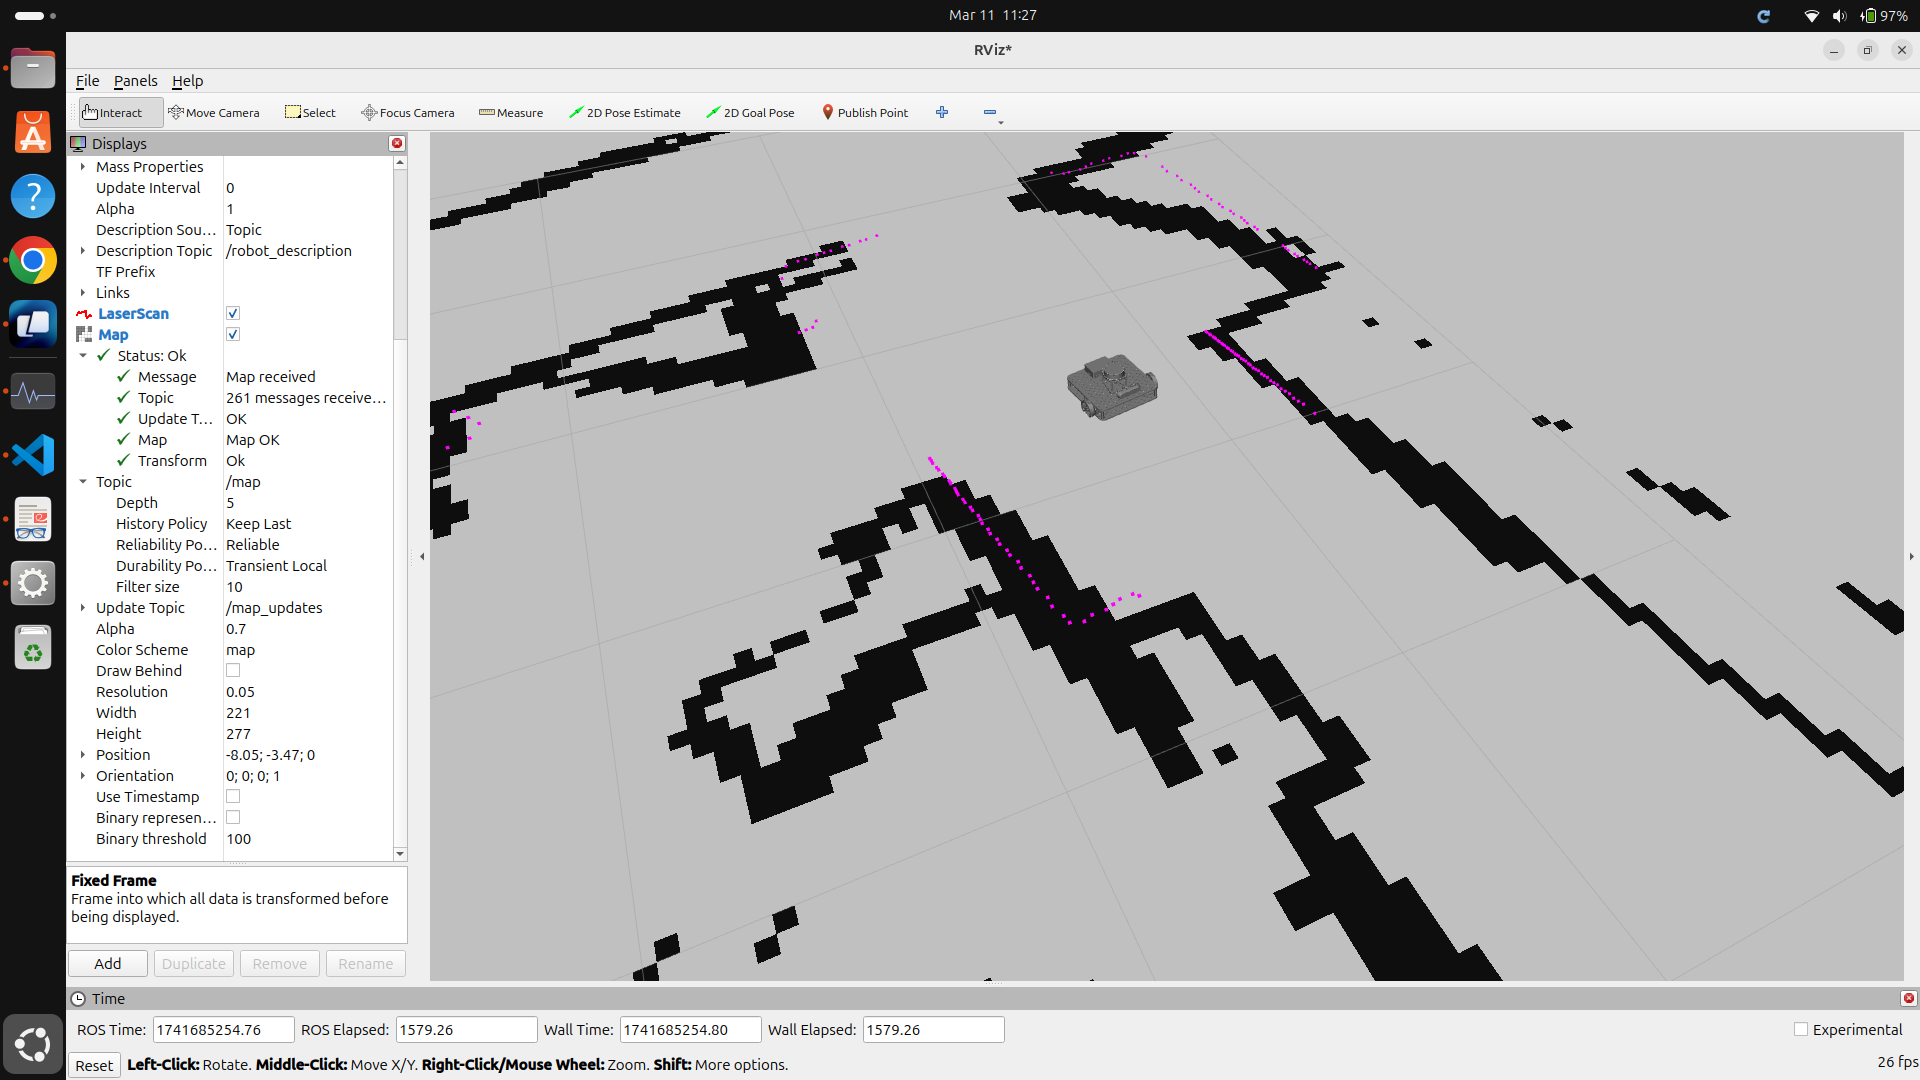 Mar 11 11:27
97%
RViz*
File Panels Help
Interact Move Camera Select Focus Camera Measure 2D Pose Estimate 2D Goal Pose Publish Point
Displays
Mass Properties
Update Interval 0
Alpha 1
Description Sou... Topic
Description Topic /robot_description
TF Prefix
Links
LaserScan
Map
Status: Ok
Message Map received
Topic 261 messages receive...
Update T... OK
Map Map OK
Transform Ok
Topic /map
Depth 5
History Policy Keep Last
Reliability Po... Reliable
Durability Po... Transient Local
Filter size 10
Update Topic /map_updates
Alpha 0.7
Color Scheme map
Draw Behind
Resolution 0.05
Width 221
Height 277
Position -8.05; -3.47; 0
Orientation 0; 0; 0; 1
Use Timestamp
Binary represen...
Binary threshold 100
Fixed Frame
Frame into which all data is transformed before
being displayed.
Add Duplicate Remove Rename
Time
ROS Time: 1741685254.76 ROS Elapsed: 1579.26 Wall Time: 1741685254.80 Wall Elapsed: 1579.26 Experimental
Reset Left-Click: Rotate. Middle-Click: Move X/Y. Right-Click/Mouse Wheel: Zoom. Shift: More options. 26 fps